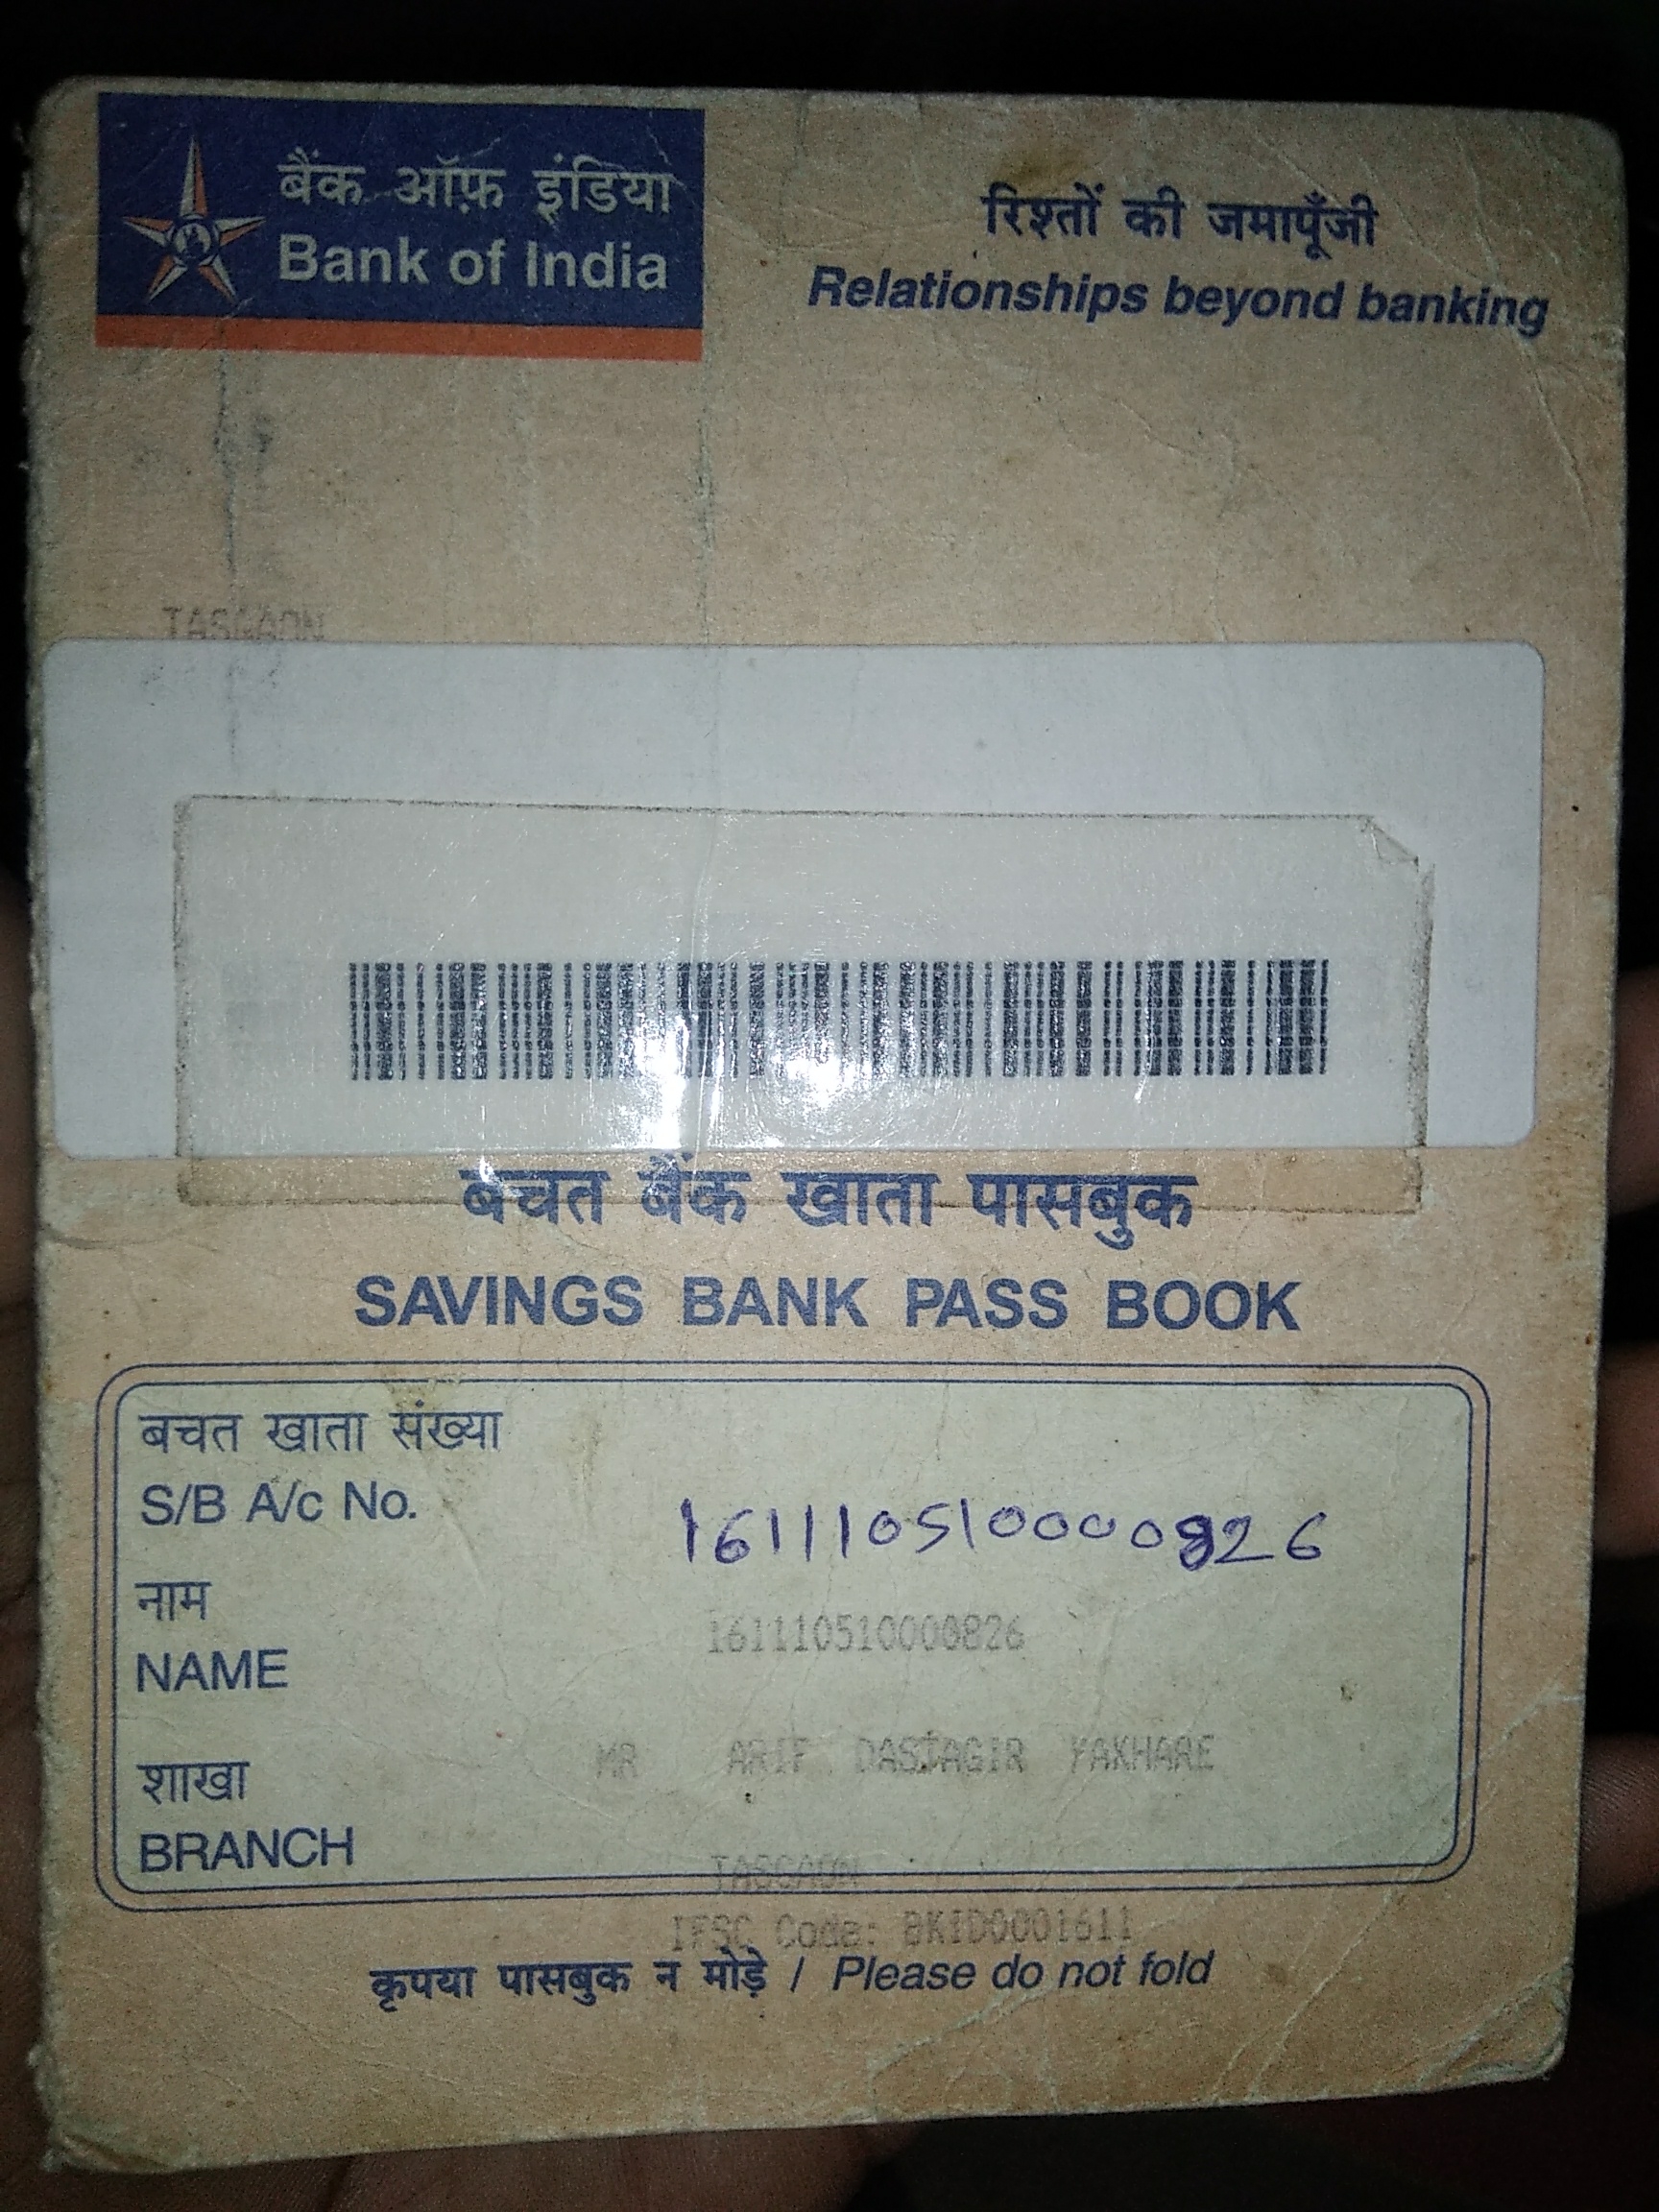 बैंक ऑफ़ इंडिया
Bank of India
रिश्तों की जमापूँजी
Relationships beyond banking
TASGAON
बचत बैंक खाता पासबुक
SAVINGS BANK PASS BOOK
बचत खाता संख्या
S/B A/c No.
161110510000826
नाम
161110510000826
NAME
MR ARIF DASTAGIR FAKHARE
शाखा
BRANCH
TASGAON
IFSC Code: BKID0001611
कृपया पासबुक न मोड़े / Please do not fold